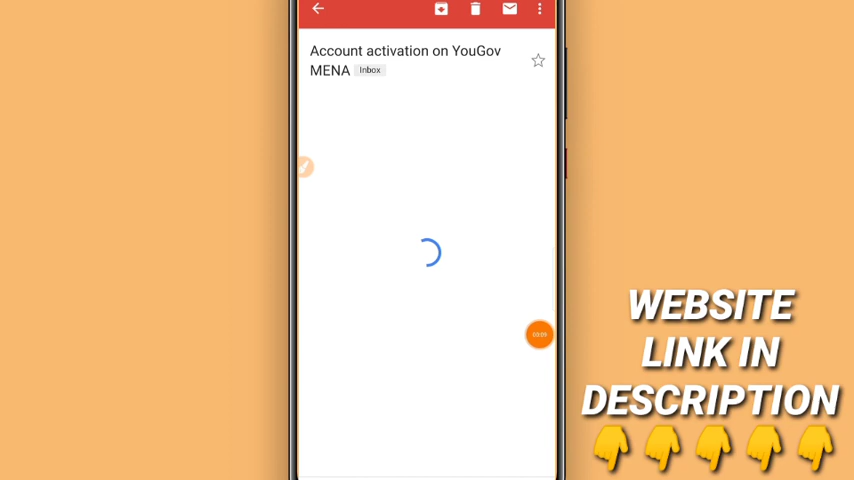 Account activation on YouGov
MENA Inbox
WEBSITE
LINK IN
DESCRIPTION